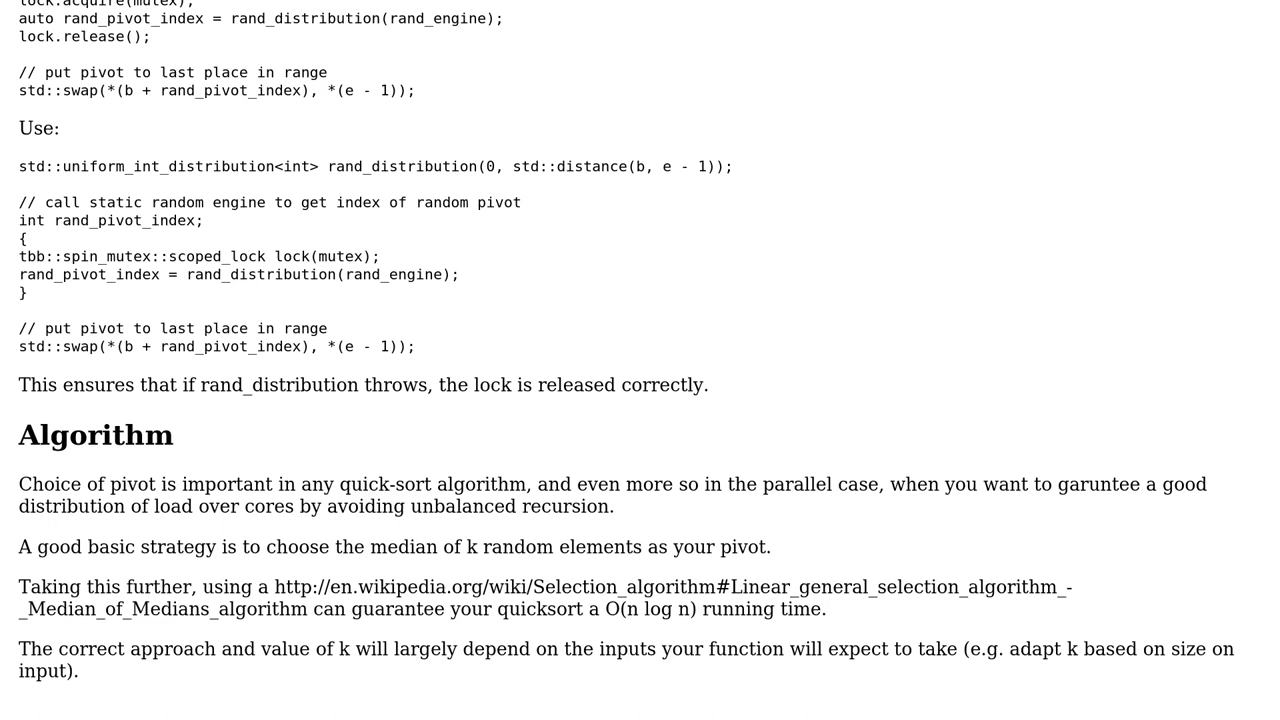 lock.acquire(mutex);
auto rand_pivot_index = rand_distribution(rand_engine);
lock.release();
// put pivot to last place in range
std::swap(*(b + rand_pivot_index), *(e - 1));
Use:
std::uniform_int_distribution<int> rand_distribution(0, std::distance(b, e - 1));
// call static random engine to get index of random pivot
int rand_pivot_index;
{
tbb::spin_mutex::scoped_lock lock(mutex);
rand_pivot_index = rand_distribution(rand_engine);
}
// put pivot to last place in range
std::swap(*(b + rand_pivot_index), *(e - 1));
This ensures that if rand_distribution throws, the lock is released correctly.
Algorithm
Choice of pivot is important in any quick-sort algorithm, and even more so in the parallel case, when you want to garuntee a good
distribution of load over cores by avoiding unbalanced recursion.
A good basic strategy is to choose the median of k random elements as your pivot.
Taking this further, using a http://en.wikipedia.org/wiki/Selection_algorithm#Linear_general_selection_algorithm_-
_Median_of_Medians_algorithm can guarantee your quicksort a O(n log n) running time.
The correct approach and value of k will largely depend on the inputs your function will expect to take (e.g. adapt k based on size on
input).